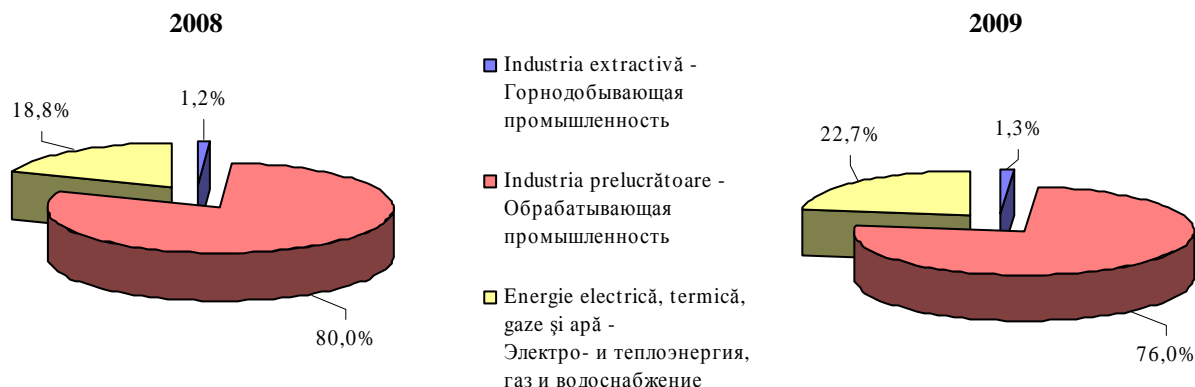 2008
18,8%
1,2%
80,0%
Industria extractivă -
Горнодобывающая
промышленность
Industria prelucrătoare -
Обрабатывающая
промышленность
Energie electrică, termică,
gaze şi apă -
Электро- и теплоэнергия,
газ и водоснабжение
2009
22,7%
1,3%
76,0%